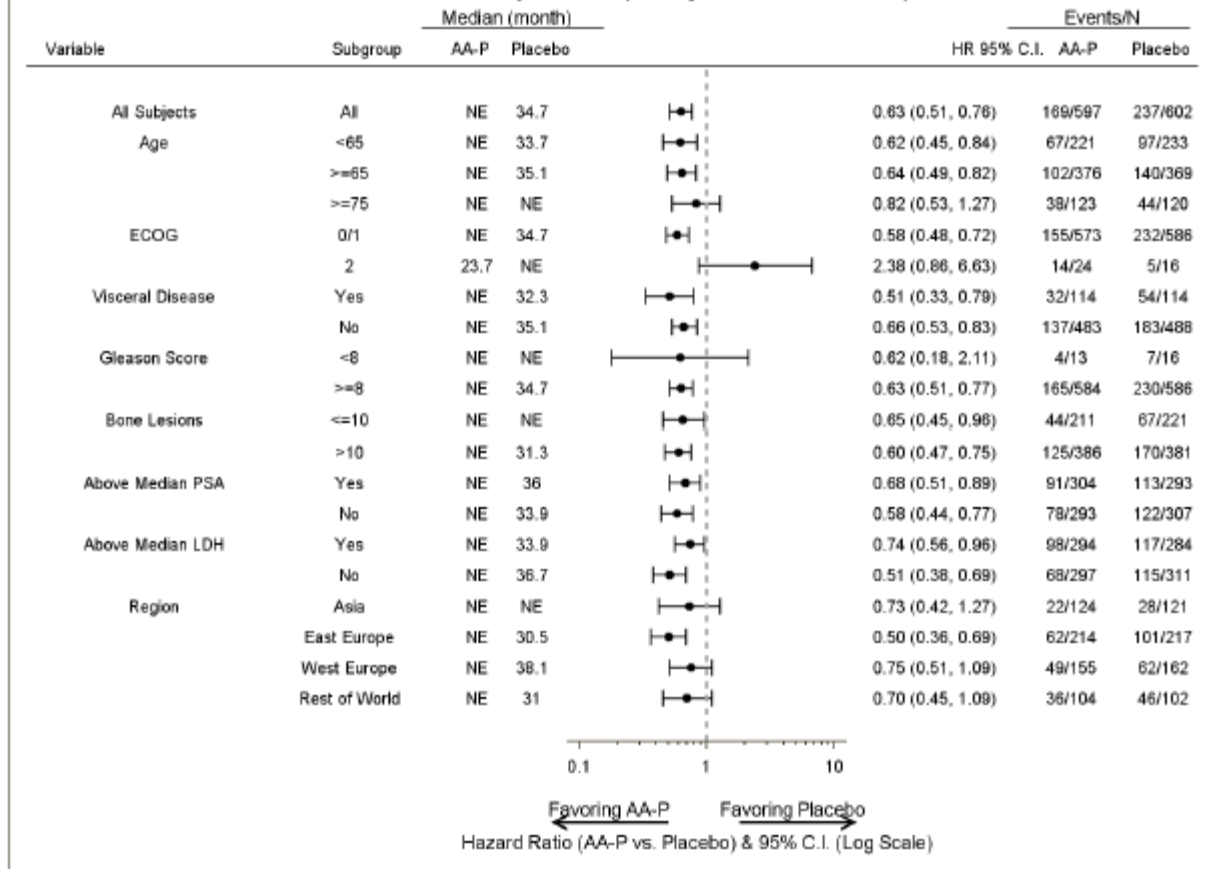 Median (month) Events/N
Variable Subgroup AA-P Placebo HR 95% C.I. AA-P Placebo
All Subjects All NE 34.7 0.63 (0.51, 0.76) 169/597 237/602
Age <65 NE 33.7 0.62 (0.45, 0.84) 67/221 97/233
>=65 NE 35.1 0.64 (0.49, 0.82) 102/376 140/369
>=75 NE NE 0.82 (0.53, 1.27) 38/123 44/120
ECOG 0/1 NE 34.7 0.58 (0.48, 0.72) 155/573 232/586
2 23.7 NE 2.38 (0.86, 6.63) 14/24 5/16
Visceral Disease Yes NE 32.3 0.51 (0.33, 0.79) 32/114 54/114
No NE 35.1 0.66 (0.53, 0.83) 137/483 183/488
Gleason Score <8 NE NE 0.62 (0.18, 2.11) 4/13 7/16
>=8 NE 34.7 0.63 (0.51, 0.77) 165/584 230/586
Bone Lesions <=10 NE NE 0.65 (0.45, 0.96) 44/211 67/221
>10 NE 31.3 0.60 (0.47, 0.75) 125/386 170/381
Above Median PSA Yes NE 36 0.68 (0.51, 0.89) 91/304 113/293
No NE 33.9 0.58 (0.44, 0.77) 78/293 122/307
Above Median LDH Yes NE 33.9 0.74 (0.56, 0.96) 98/294 117/284
No NE 36.7 0.51 (0.38, 0.69) 68/297 115/311
Region Asia NE NE 0.73 (0.42, 1.27) 22/124 28/121
East Europe NE 30.5 0.50 (0.36, 0.69) 62/214 101/217
West Europe NE 38.1 0.75 (0.51, 1.09) 49/155 62/162
Rest of World NE 31 0.70 (0.45, 1.09) 36/104 46/102
0.1 1 10
Favoring AA-P Favoring Placebo
Hazard Ratio (AA-P vs. Placebo) & 95% C.I. (Log Scale)